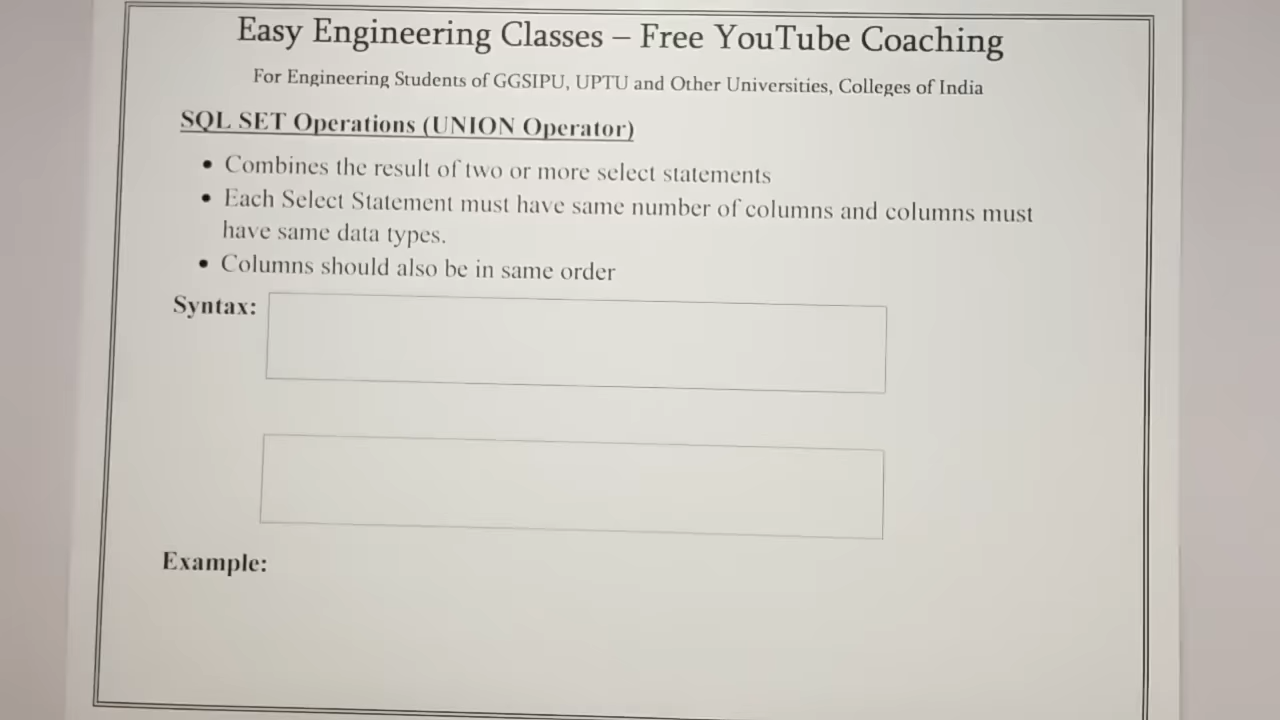 Easy Engineering Classes – Free YouTube Coaching
For Engineering Students of GGSIPU, UPTU and Other Universities, Colleges of India
SQL SET Operations (UNION Operator)
• Combines the result of two or more select statements
• Each Select Statement must have same number of columns and columns must
have same data types.
• Columns should also be in same order
Syntax:
Example: